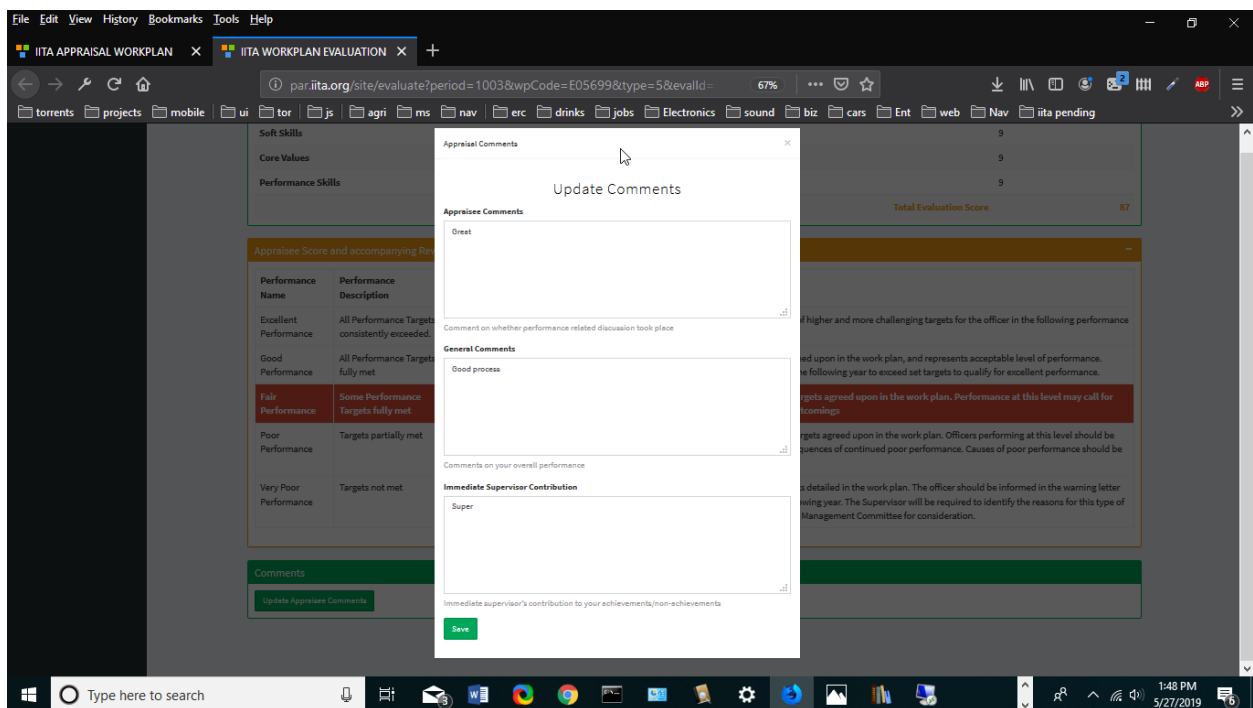 File Edit View History Bookmarks Tools Help
IITA APPRAISAL WORKPLAN
IITA WORKPLAN EVALUATION
par.iita.org/site/evaluate?period=1003&wpCode=E05699&type=5&evalId=
67%
2
ABP
torrents projects mobile ui tor js agri ms nav erc drinks jobs Electronics sound biz cars Ent web Nav iita pending
Soft Skills 9
Core Values 9
Performance Skills 9
Total Evaluation Score 87
Appraisee Score and accompanying Rev
Performance Name
Performance Description
Excellent Performance
All Performance Targets
consistently exceeded.
of higher and more challenging targets for the officer in the following performance
Good Performance
All Performance Targets
fully met
ed upon in the work plan, and represents acceptable level of performance.
he following year to exceed set targets to qualify for excellent performance.
Fair Performance
Some Performance
Targets fully met
rgets agreed upon in the work plan. Performance at this level may call for
tcomings
Poor Performance
Targets partially met
rgets agreed upon in the work plan. Officers performing at this level should be
quences of continued poor performance. Causes of poor performance should be
Very Poor Performance
Targets not met
s detailed in the work plan. The officer should be informed in the warning letter
wing year. The Supervisor will be required to identify the reasons for this type of
Management Committee for consideration.
Comments
Update Appraisee Comments
Appraisal Comments
Update Comments
Appraisee Comments
Great
Comment on whether performance related discussion took place
General Comments
Good process
Comments on your overall performance
Immediate Supervisor Contribution
Super
Immediate supervisor's contribution to your achievements/non-achievements
Save
Type here to search
3
1:48 PM
5/27/2019
6